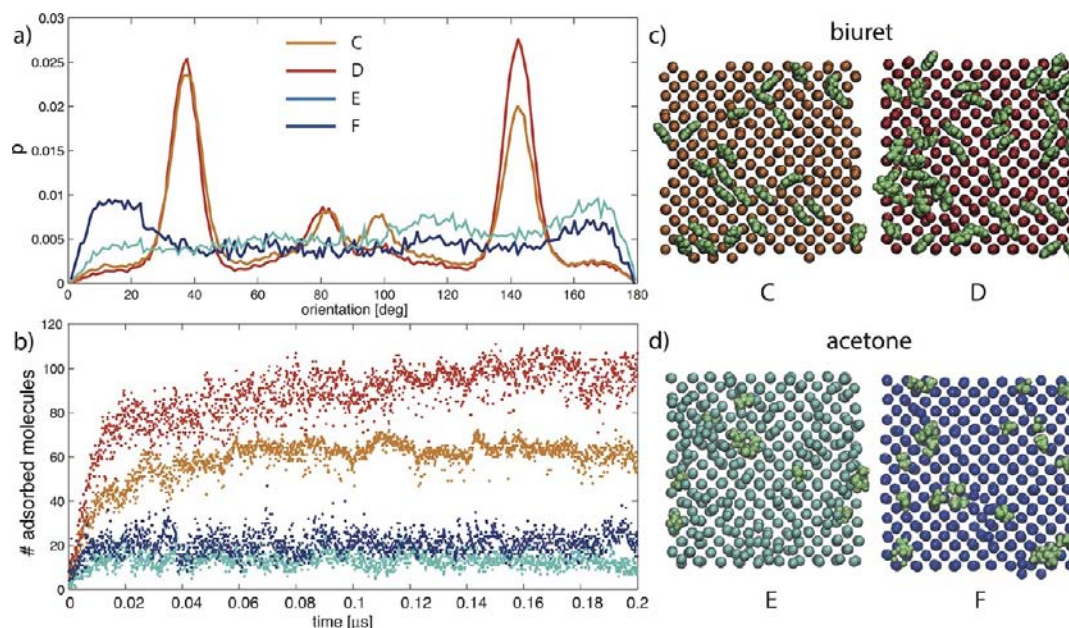 a)
0.03
0.025
0.02
0.015
0.01
0.005
0
p
C
D
E
F
0 20 40 60 80 100 120 140 160 180
orientation [deg]
b)
120
100
80
60
40
20
0
# adsorbed molecules
0 0.02 0.04 0.06 0.08 0.1 0.12 0.14 0.16 0.18 0.2
time [µs]
c) biuret
C D
d) acetone
E F